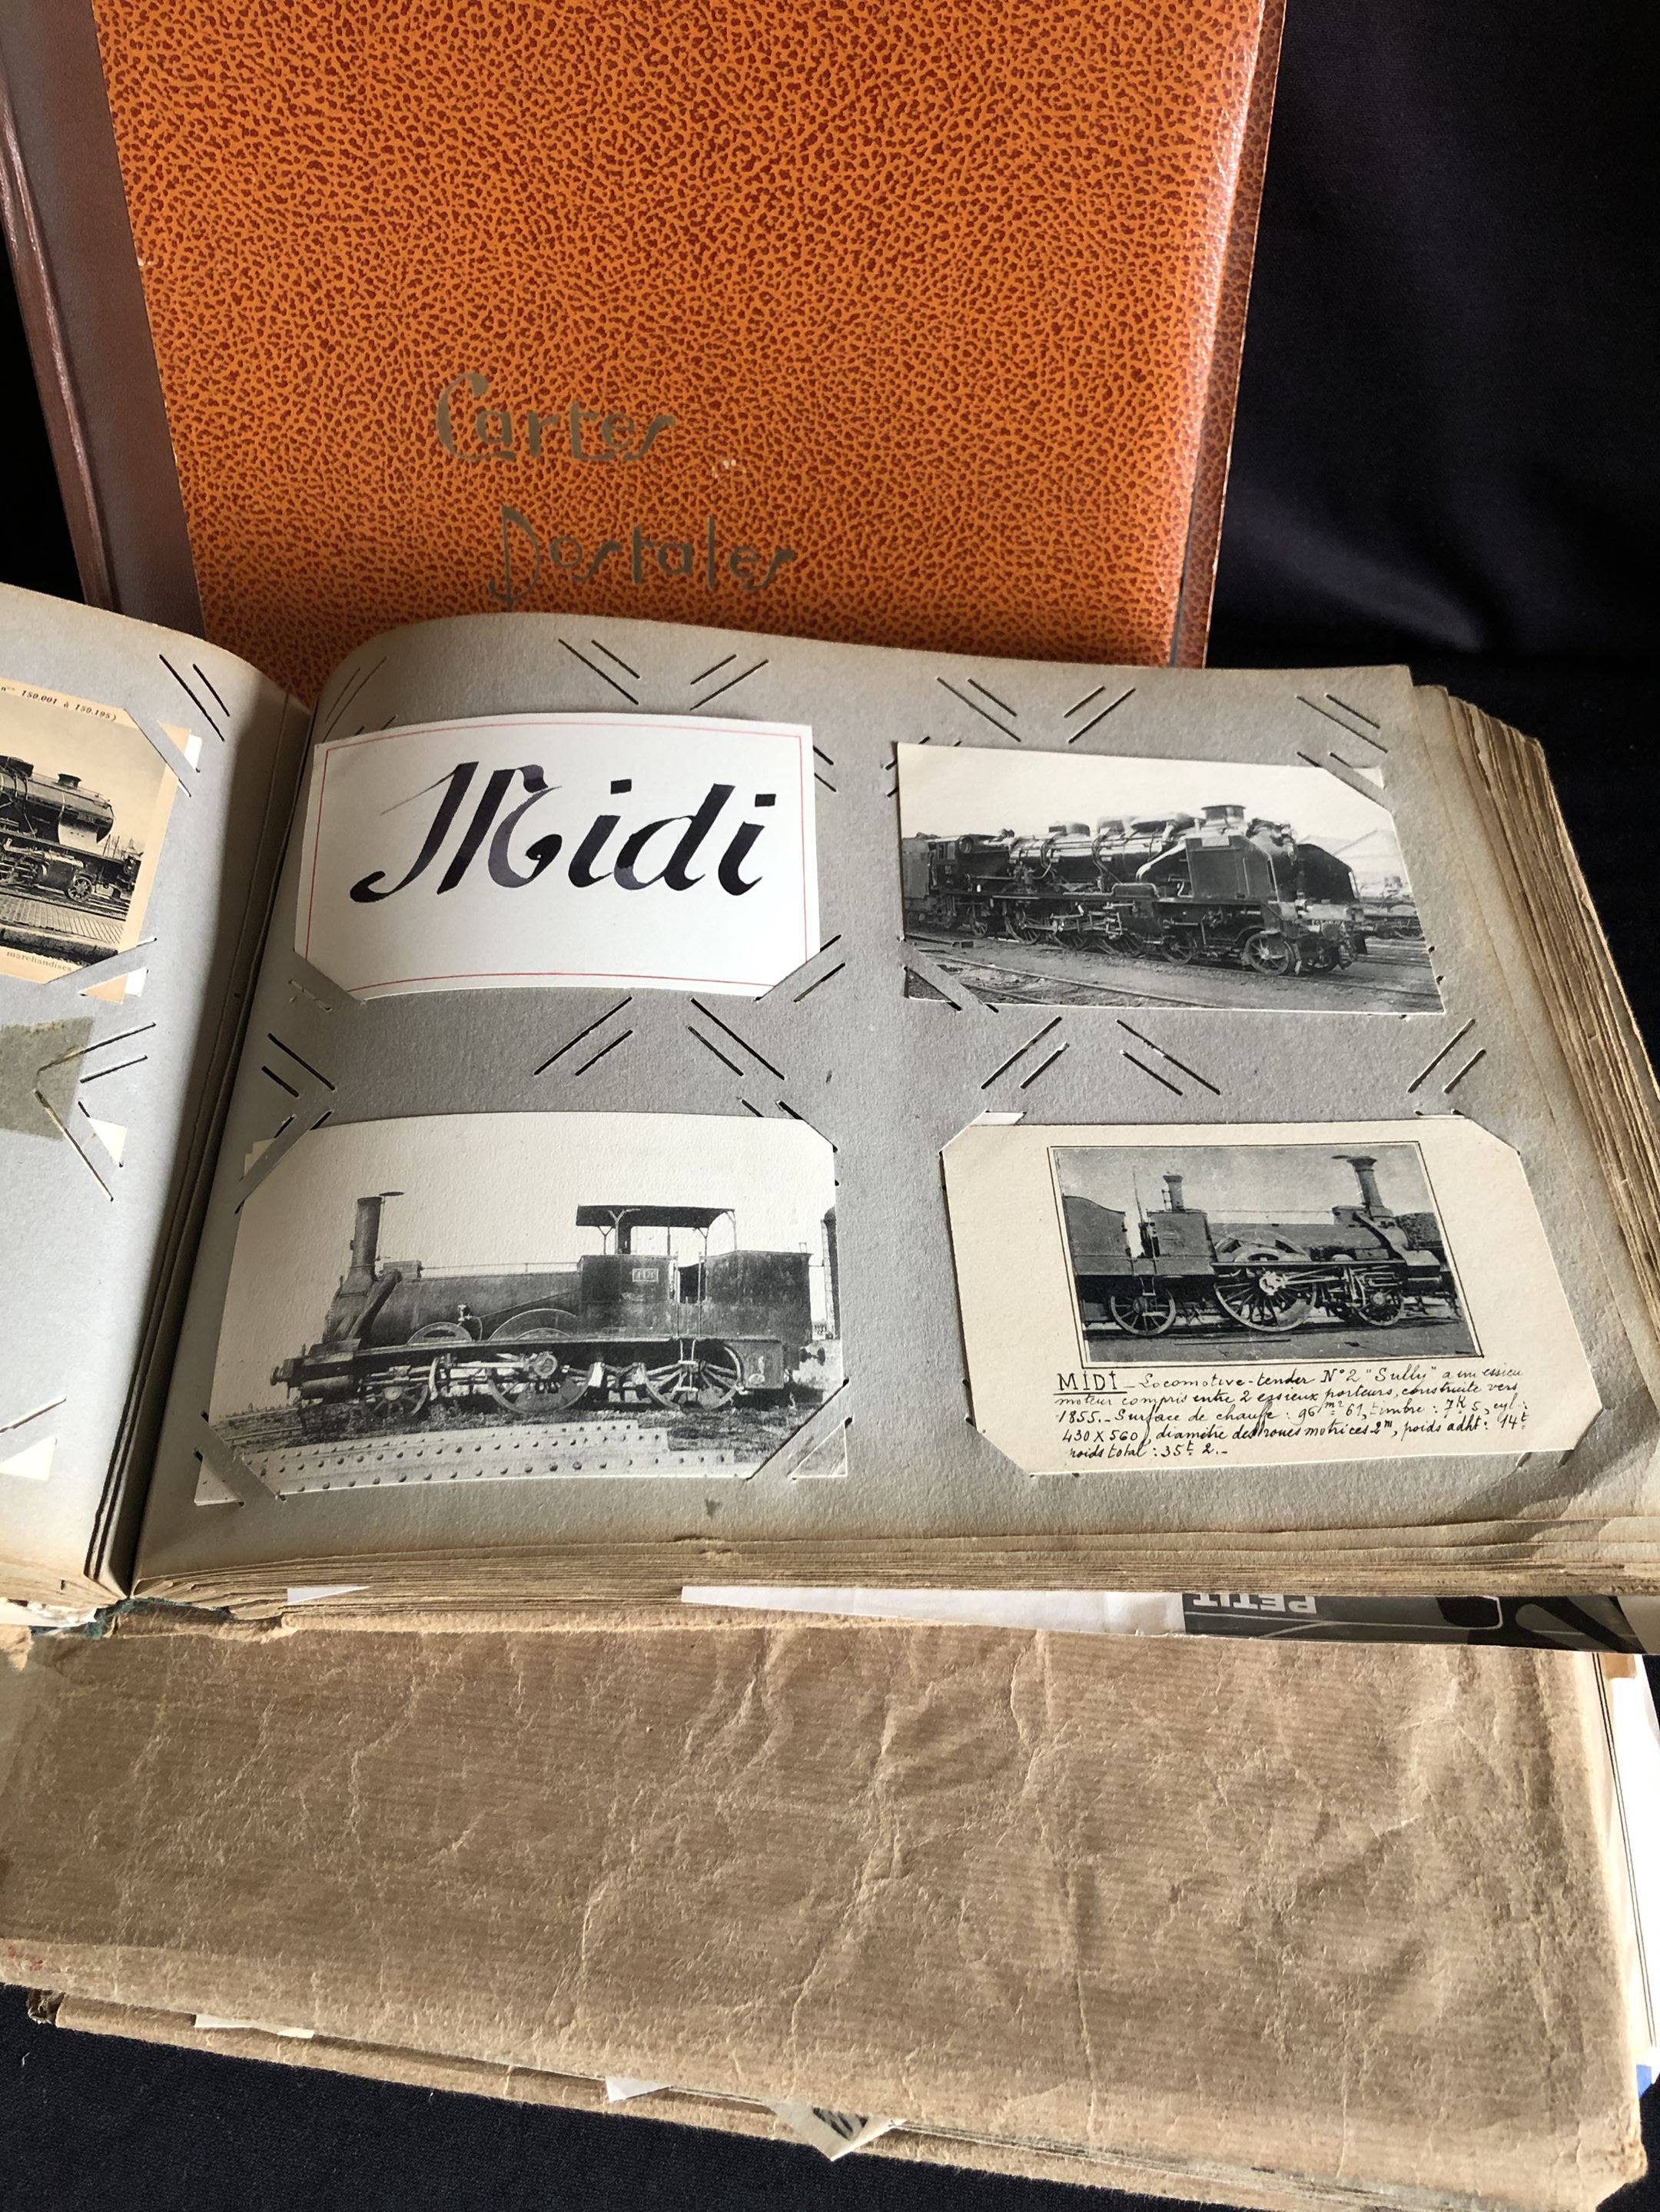 Cartes
Postales
nos 150.001 à 150.195)
marchandises
Midi
MIDI – Locomotive-tender N°2 "Sully" a un essieu
moteur compris entre 2 essieux porteurs, construite vers
1855.- Surface de chauffe : 96m² 61, timbre : 7K 5, cyl :
430 X 560, diamètre des roues motrices 2m, poids adht : 14t
poids total : 35t 2.-
PETIT